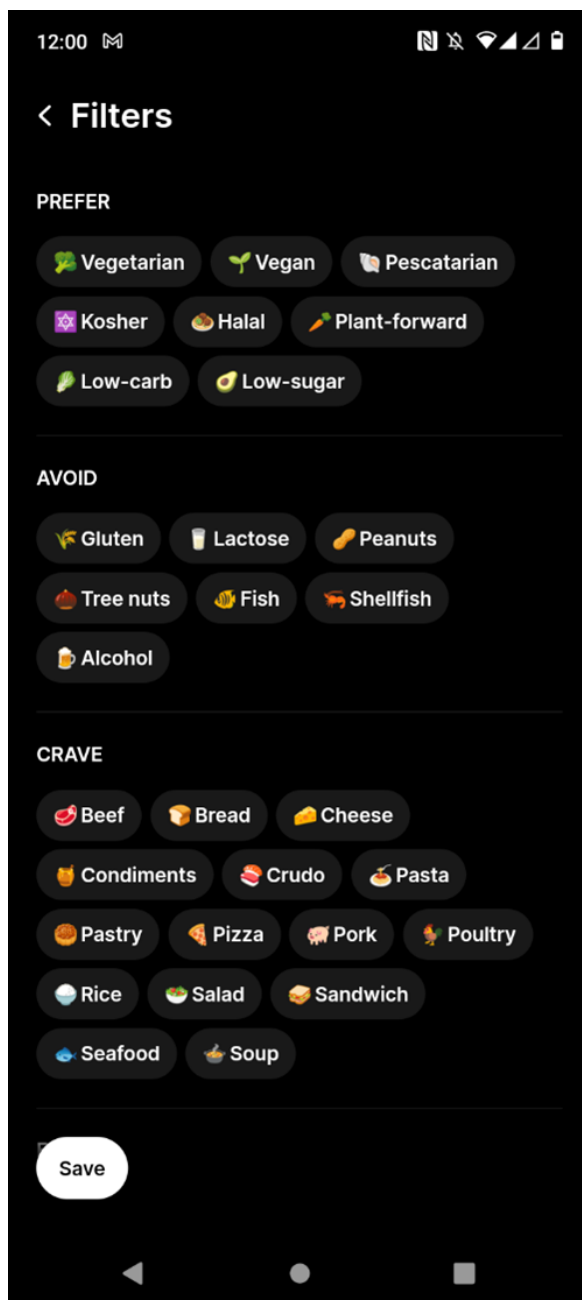 12:00
Filters
PREFER
Vegetarian Vegan Pescatarian
Kosher Halal Plant-forward
Low-carb Low-sugar
AVOID
Gluten Lactose Peanuts
Tree nuts Fish Shellfish
Alcohol
CRAVE
Beef Bread Cheese
Condiments Crudo Pasta
Pastry Pizza Pork Poultry
Rice Salad Sandwich
Seafood Soup
Save